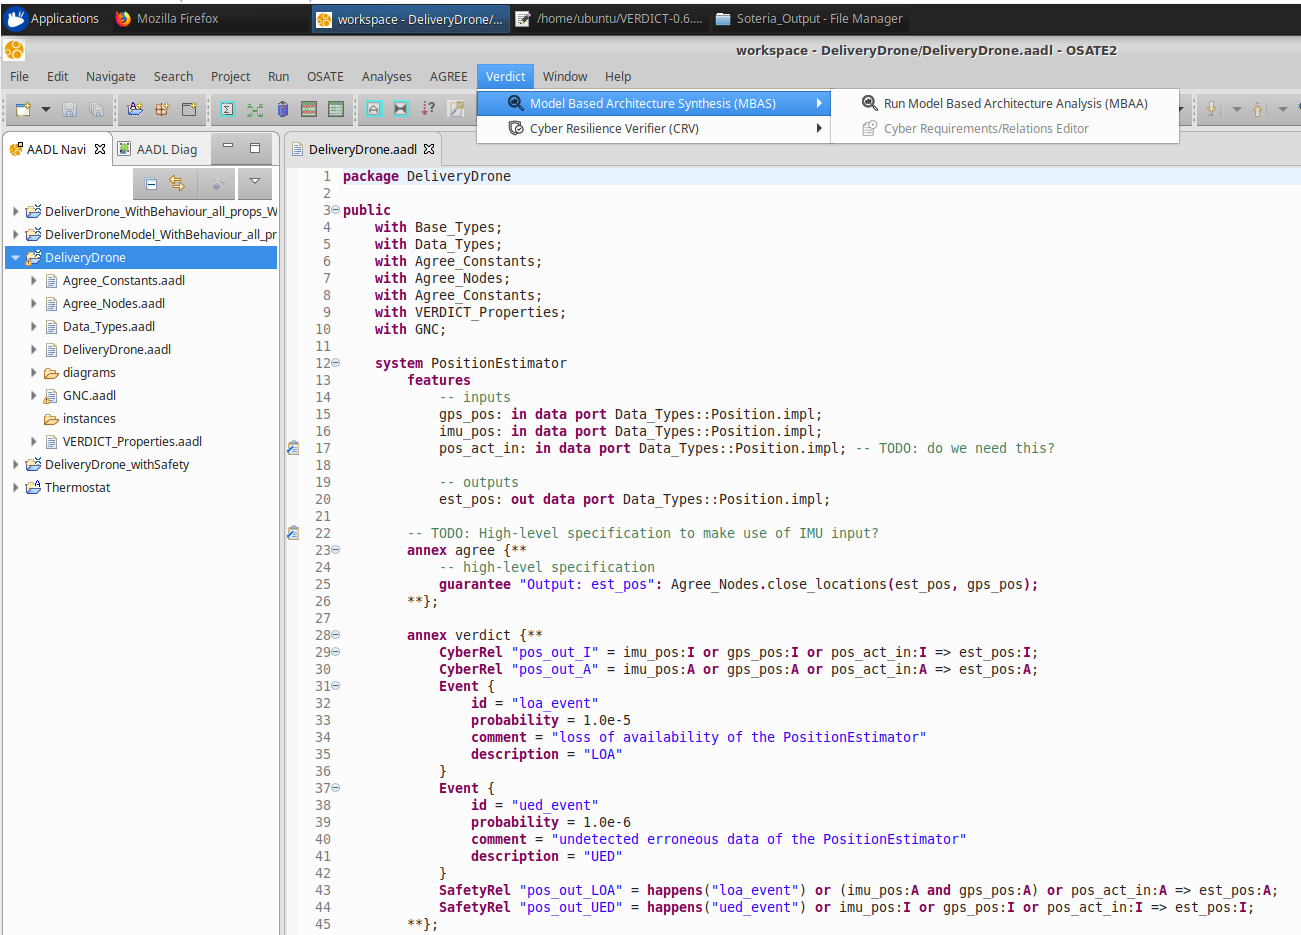 Applications Mozilla Firefox workspace - DeliveryDrone/... /home/ubuntu/VERDICT-0.6.... Soteria_Output - File Manager
workspace - DeliveryDrone/DeliveryDrone.aadl - OSATE2
File Edit Navigate Search Project Run OSATE Analyses AGREE Verdict Window Help
Model Based Architecture Synthesis (MBAS)
Cyber Resilience Verifier (CRV)
Run Model Based Architecture Analysis (MBAA)
Cyber Requirements/Relations Editor
AADL Navi AADL Diag
DeliverDrone_WithBehaviour_all_props_W
DeliverDroneModel_WithBehaviour_all_pr
DeliveryDrone
Agree_Constants.aadl
Agree_Nodes.aadl
Data_Types.aadl
DeliveryDrone.aadl
diagrams
GNC.aadl
instances
VERDICT_Properties.aadl
DeliveryDrone_withSafety
Thermostat
DeliveryDrone.aadl
1 package DeliveryDrone
2
3 public
4 with Base_Types;
5 with Data_Types;
6 with Agree_Constants;
7 with Agree_Nodes;
8 with Agree_Constants;
9 with VERDICT_Properties;
10 with GNC;
11
12 system PositionEstimator
13 features
14 -- inputs
15 gps_pos: in data port Data_Types::Position.impl;
16 imu_pos: in data port Data_Types::Position.impl;
17 pos_act_in: in data port Data_Types::Position.impl; -- TODO: do we need this?
18
19 -- outputs
20 est_pos: out data port Data_Types::Position.impl;
21
22 -- TODO: High-level specification to make use of IMU input?
23 annex agree {**
24 -- high-level specification
25 guarantee "Output: est_pos": Agree_Nodes.close_locations(est_pos, gps_pos);
26 **};
27
28 annex verdict {**
29 CyberRel "pos_out_I" = imu_pos:I or gps_pos:I or pos_act_in:I => est_pos:I;
30 CyberRel "pos_out_A" = imu_pos:A or gps_pos:A or pos_act_in:A => est_pos:A;
31 Event {
32 id = "loa_event"
33 probability = 1.0e-5
34 comment = "loss of availability of the PositionEstimator"
35 description = "LOA"
36 }
37 Event {
38 id = "ued_event"
39 probability = 1.0e-6
40 comment = "undetected erroneous data of the PositionEstimator"
41 description = "UED"
42 }
43 SafetyRel "pos_out_LOA" = happens("loa_event") or (imu_pos:A and gps_pos:A) or pos_act_in:A => est_pos:A;
44 SafetyRel "pos_out_UED" = happens("ued_event") or imu_pos:I or gps_pos:I or pos_act_in:I => est_pos:I;
45 **};